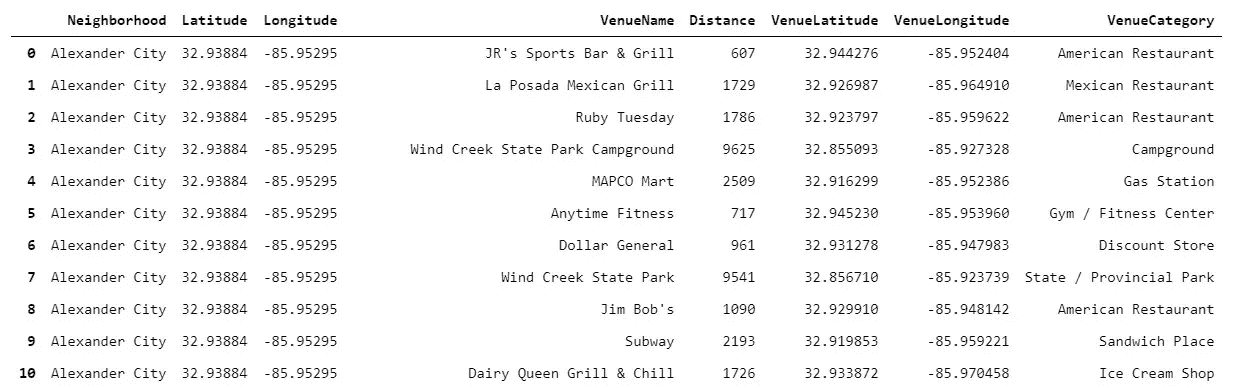 Neighborhood Latitude Longitude VenueName Distance VenueLatitude VenueLongitude VenueCategory
0 Alexander City 32.93884 -85.95295 JR's Sports Bar & Grill 607 32.944276 -85.952404 American Restaurant
1 Alexander City 32.93884 -85.95295 La Posada Mexican Grill 1729 32.926987 -85.964910 Mexican Restaurant
2 Alexander City 32.93884 -85.95295 Ruby Tuesday 1786 32.923797 -85.959622 American Restaurant
3 Alexander City 32.93884 -85.95295 Wind Creek State Park Campground 9625 32.855093 -85.927328 Campground
4 Alexander City 32.93884 -85.95295 MAPCO Mart 2509 32.916299 -85.952386 Gas Station
5 Alexander City 32.93884 -85.95295 Anytime Fitness 717 32.945230 -85.953960 Gym / Fitness Center
6 Alexander City 32.93884 -85.95295 Dollar General 961 32.931278 -85.947983 Discount Store
7 Alexander City 32.93884 -85.95295 Wind Creek State Park 9541 32.856710 -85.923739 State / Provincial Park
8 Alexander City 32.93884 -85.95295 Jim Bob's 1090 32.929910 -85.948142 American Restaurant
9 Alexander City 32.93884 -85.95295 Subway 2193 32.919853 -85.959221 Sandwich Place
10 Alexander City 32.93884 -85.95295 Dairy Queen Grill & Chill 1726 32.933872 -85.970458 Ice Cream Shop